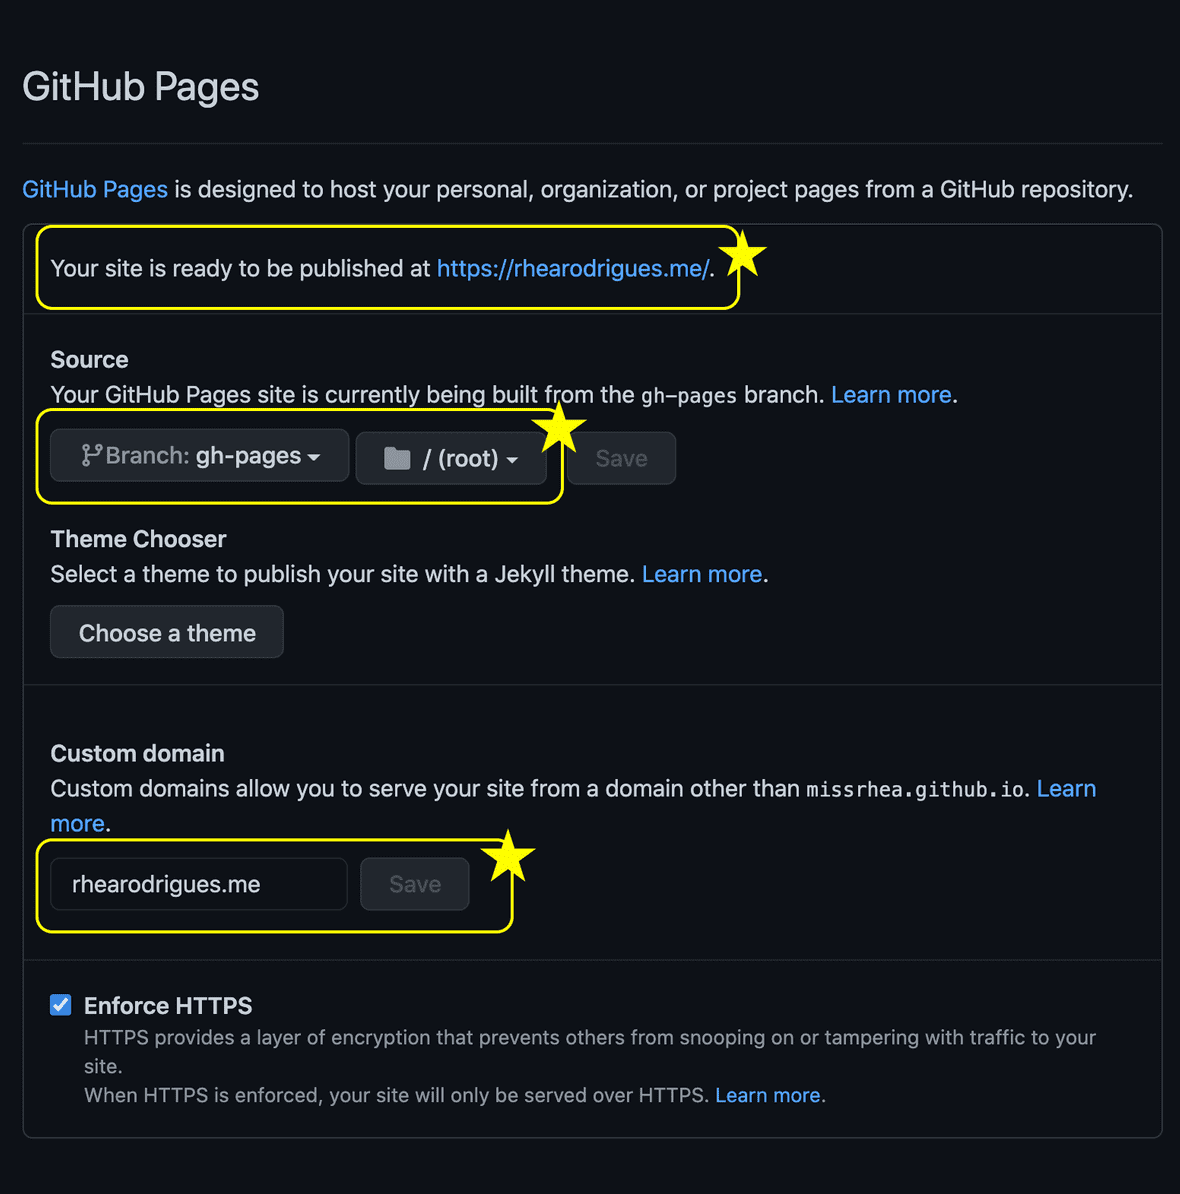 GitHub Pages
GitHub Pages is designed to host your personal, organization, or project pages from a GitHub repository.
Your site is ready to be published at https://rhearodrigues.me/.
Source
Your GitHub Pages site is currently being built from the gh-pages branch. Learn more.
Branch: gh-pages / (root) Save
Theme Chooser
Select a theme to publish your site with a Jekyll theme. Learn more.
Choose a theme
Custom domain
Custom domains allow you to serve your site from a domain other than missrhea.github.io. Learn
more.
rhearodrigues.me Save
Enforce HTTPS
HTTPS provides a layer of encryption that prevents others from snooping on or tampering with traffic to your
site.
When HTTPS is enforced, your site will only be served over HTTPS. Learn more.